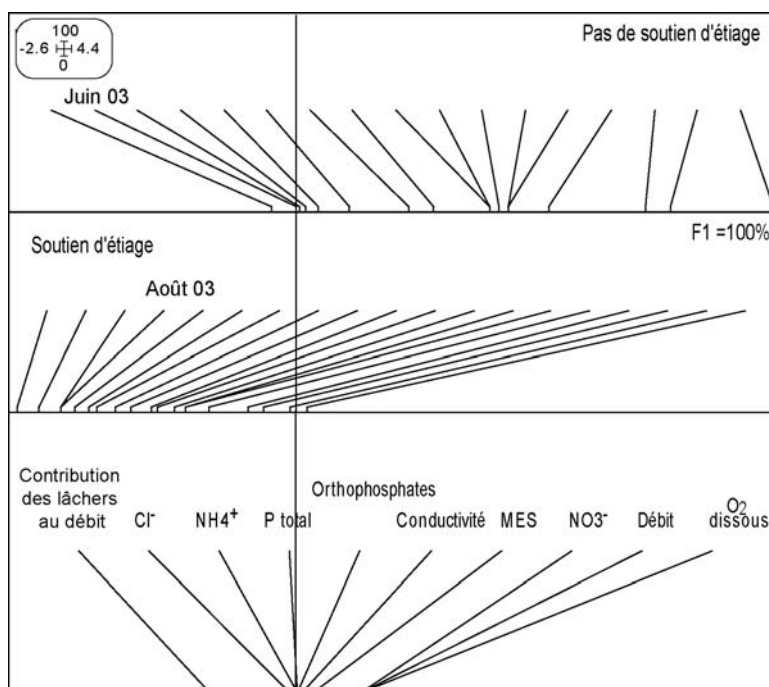 100
-2.6 4.4
0
Pas de soutien d'étiage
Juin 03
F1 =100%
Soutien d'étiage
Août 03
Contribution
des lâchers
au débit
Cl-
NH4+
P total
Orthophosphates
Conductivité
MES
NO3-
Débit
O2
dissous